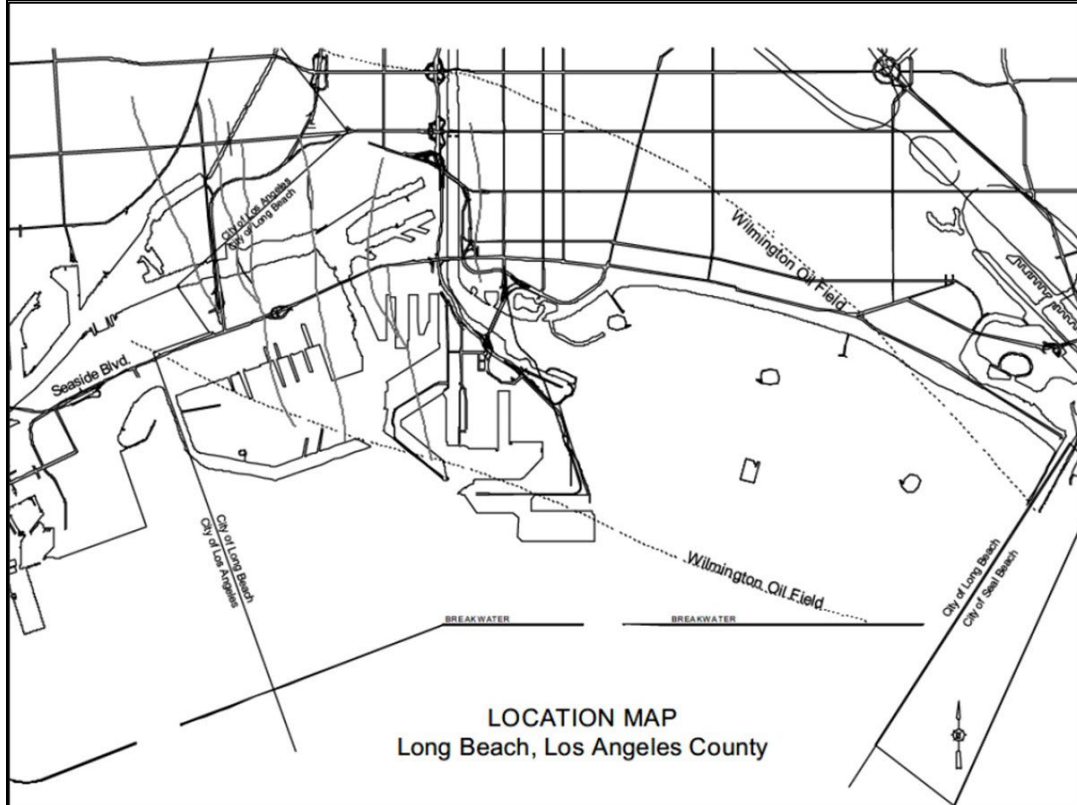 City of Los Angeles
City of Long Beach
Wilmington Oil Field
Seaside Blvd.
City of Long Beach
City of Los Angeles
Wilmington Oil Field
City of Long Beach
City of Seal Beach
BREAKWATER
BREAKWATER
LOCATION MAP
Long Beach, Los Angeles County